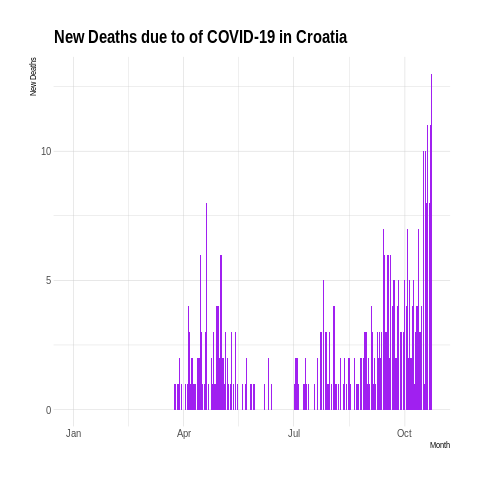 New Deaths due to of COVID-19 in Croatia
New Deaths
10
5
0
Jan Apr Jul Oct
Month